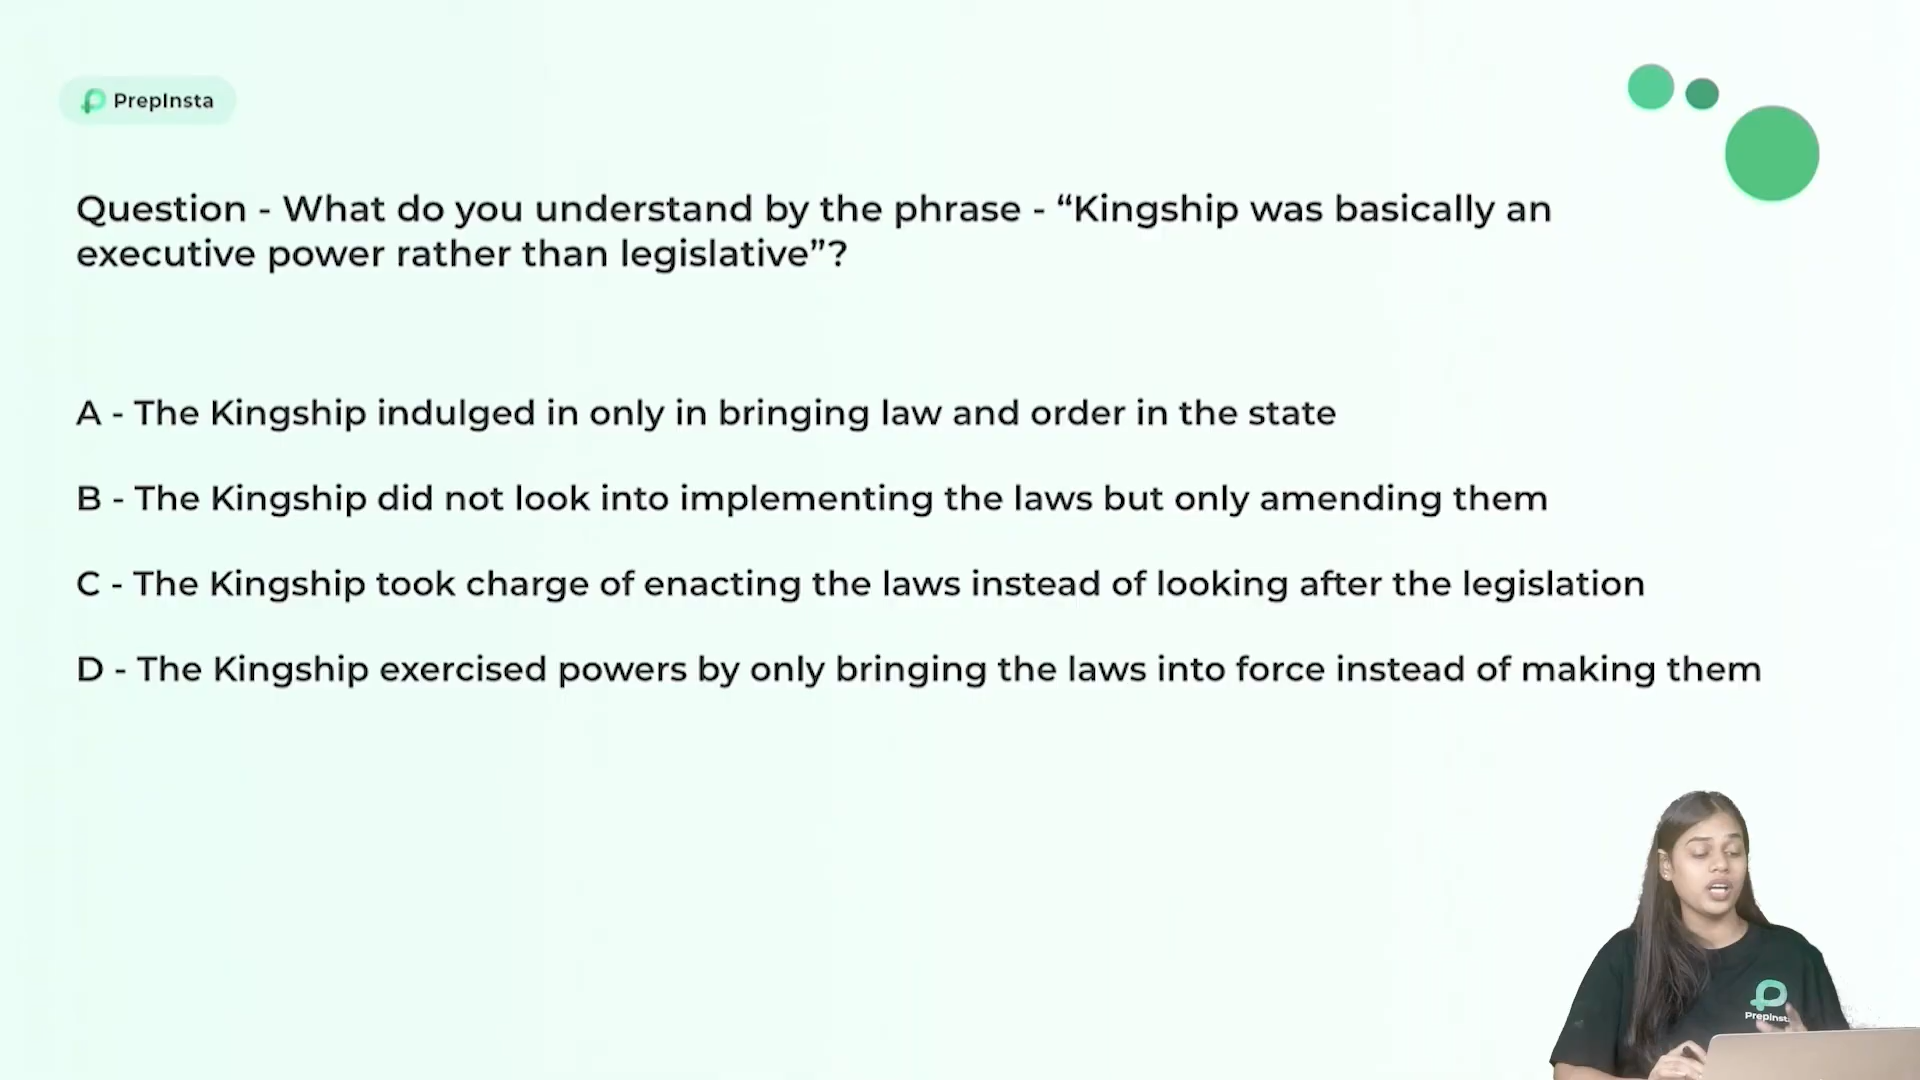 PrepInsta
Question - What do you understand by the phrase - “Kingship was basically an
executive power rather than legislative”?
A - The Kingship indulged in only in bringing law and order in the state
B - The Kingship did not look into implementing the laws but only amending them
C - The Kingship took charge of enacting the laws instead of looking after the legislation
D - The Kingship exercised powers by only bringing the laws into force instead of making them
PrepInsta